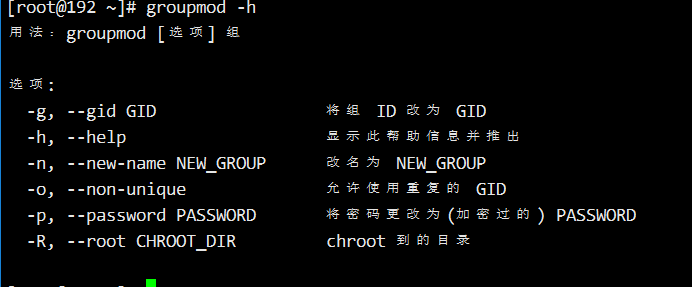 [root@192 ~]# groupmod -h
用法：groupmod [选项] 组
选项:
-g, --gid GID 将组 ID 改为 GID
-h, --help 显示此帮助信息并推出
-n, --new-name NEW_GROUP 改名为 NEW_GROUP
-o, --non-unique 允许使用重复的 GID
-p, --password PASSWORD 将密码更改为(加密过的) PASSWORD
-R, --root CHROOT_DIR chroot 到的目录